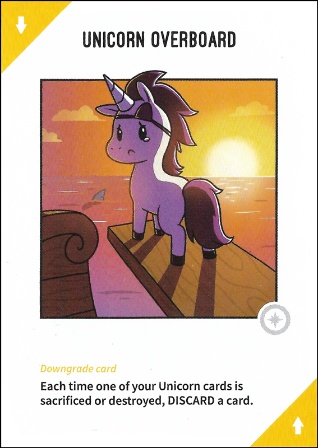 UNICORN OVERBOARD
Downgrade card
Each time one of your Unicorn cards is
sacrificed or destroyed, DISCARD a card.